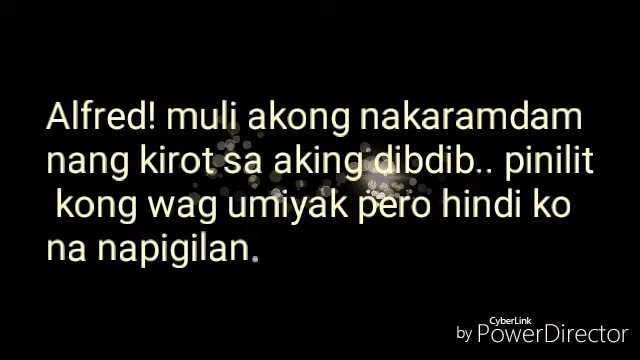 Alfred! muli akong nakaramdam
nang kirot sa aking dibdib.. pinilit
kong wag umiyak pero hindi ko
na napigilan.
CyberLink
by PowerDirector